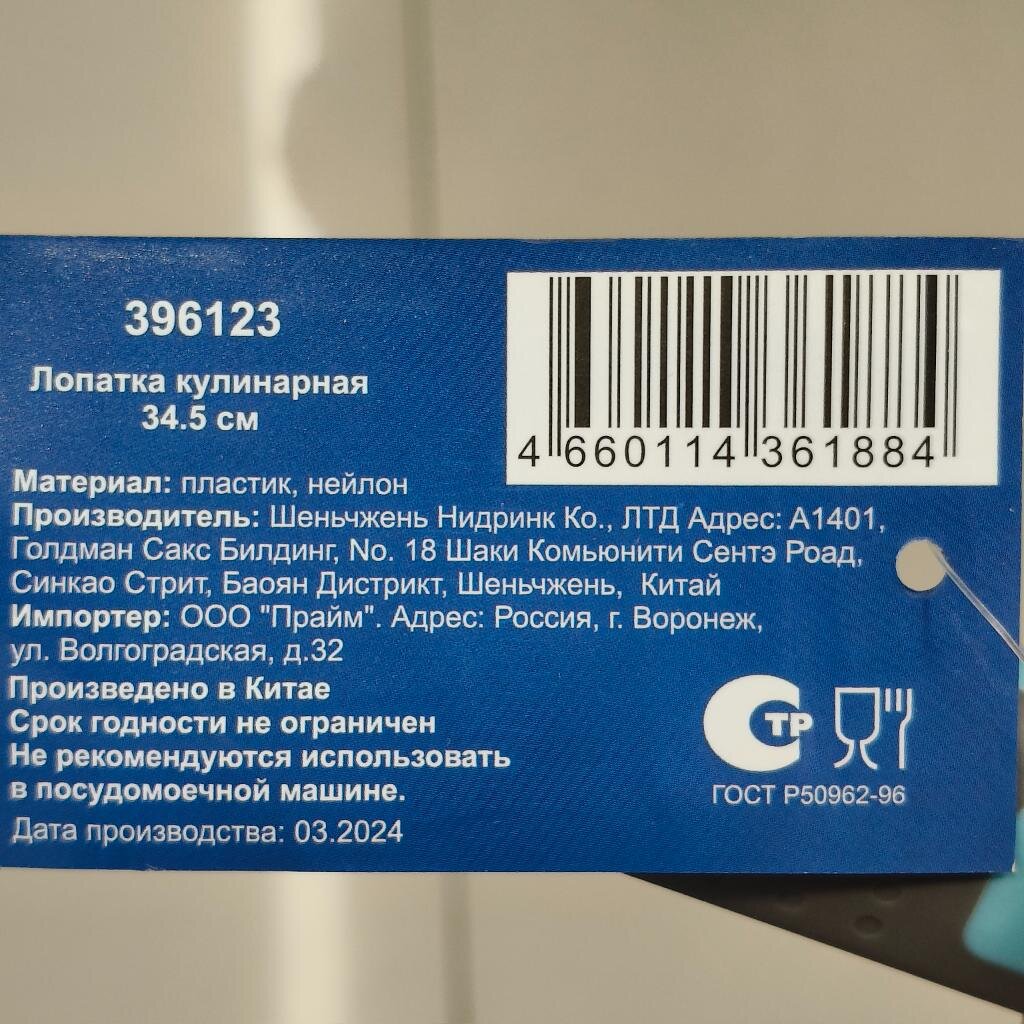 396123
Лопатка кулинарная
34.5 см
4 660114 361884
Материал: пластик, нейлон
Производитель: Шеньчжень Нидринк Ко., ЛТД Адрес: А1401,
Голдман Сакс Билдинг, No. 18 Шаки Комьюнити Сентэ Роад,
Синкао Стрит, Баоян Дистрикт, Шеньчжень, Китай
Импортер: ООО "Прайм". Адрес: Россия, г. Воронеж,
ул. Волгоградская, д.32
Произведено в Китае
Срок годности не ограничен
Не рекомендуются использовать
в посудомоечной машине.
Дата производства: 03.2024
СТР
ГОСТ Р50962-96